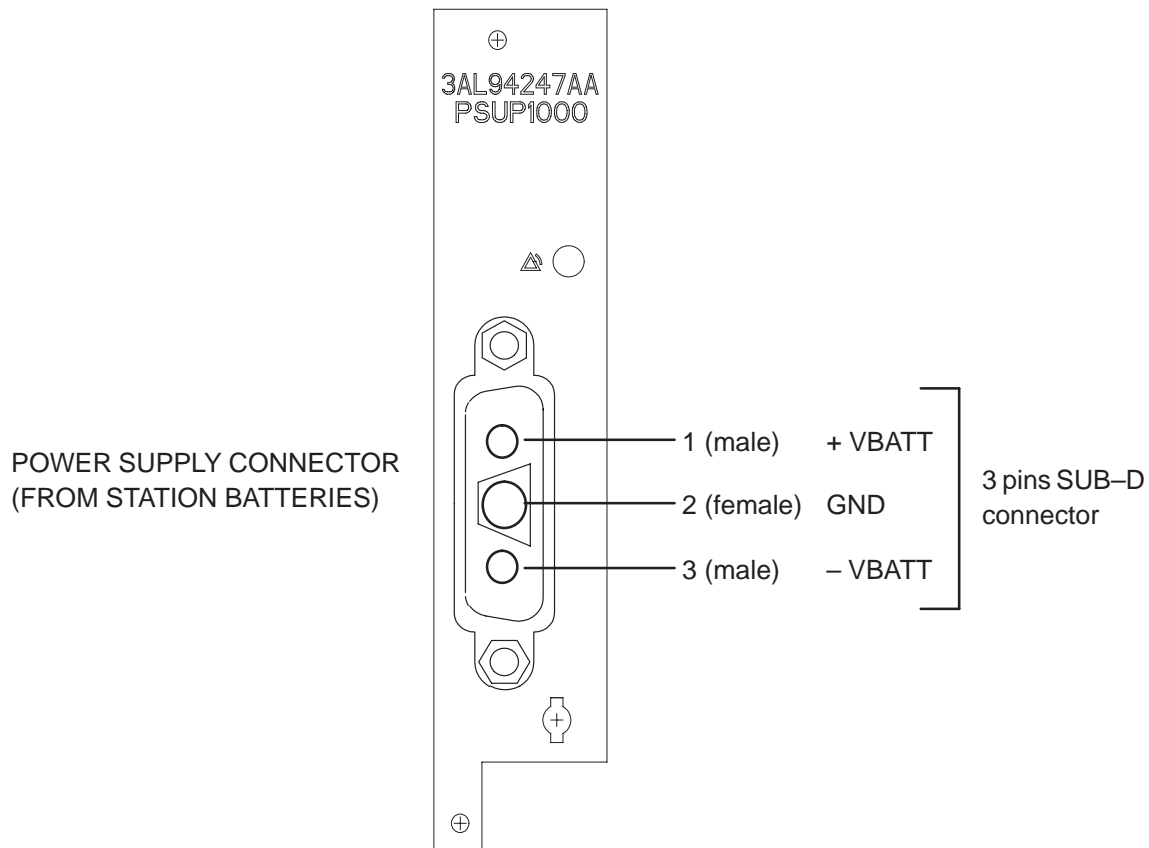 3AL94247AA
PSUP1000
POWER SUPPLY CONNECTOR
(FROM STATION BATTERIES)
1 (male) + VBATT
2 (female) GND
3 (male) – VBATT
3 pins SUB–D
connector